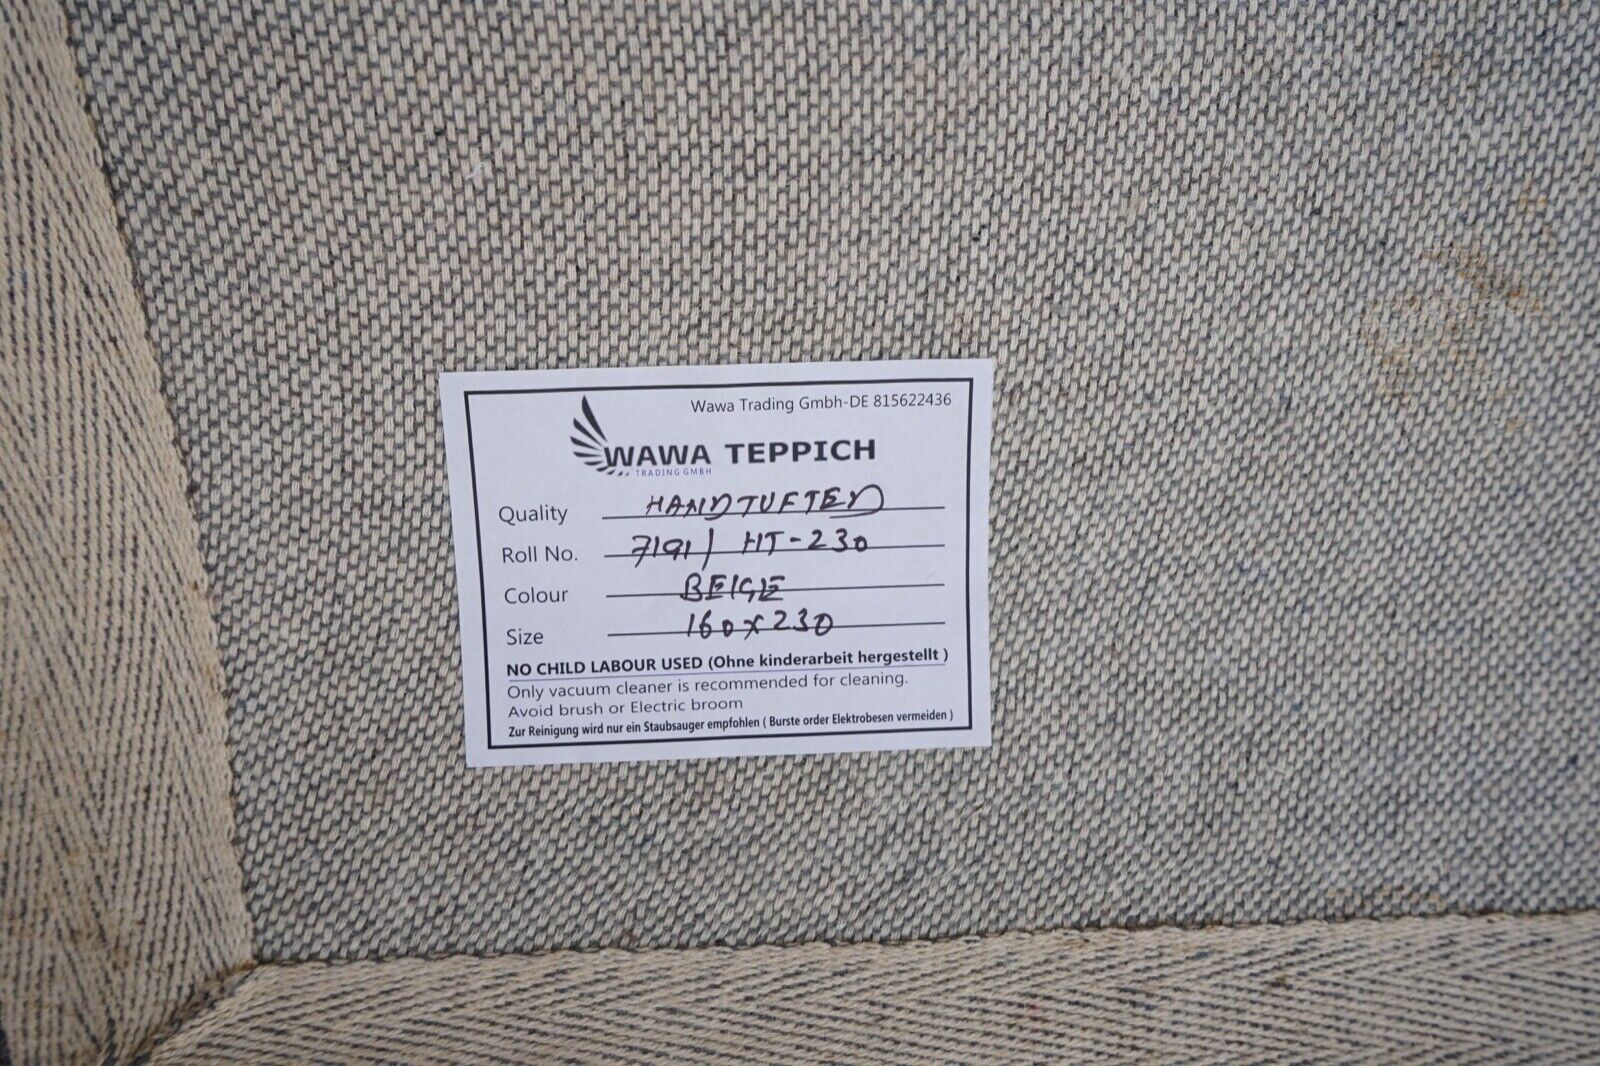 Wawa Trading Gmbh-DE 815622436
WAWA TEPPICH
TRADING GMBH
Quality HANDTUFTED
Roll No. 7191/ HT-230
Colour BEIGE
Size 160x230
NO CHILD LABOUR USED (Ohne kinderarbeit hergestellt )
Only vacuum cleaner is recommended for cleaning.
Avoid brush or Electric broom
Zur Reinigung wird nur ein Staubsauger empfohlen ( Burste order Elektrobesen vermeiden )